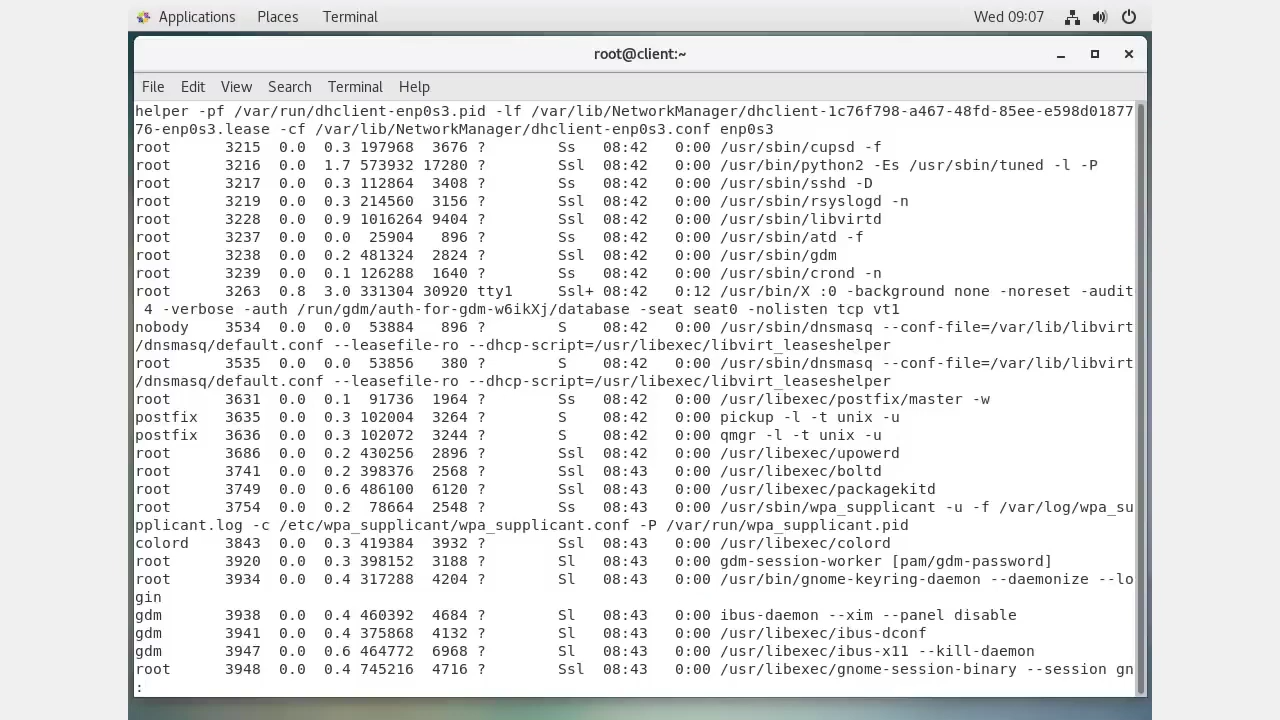 Applications Places Terminal Wed 09:07
root@client:~
File Edit View Search Terminal Help
helper -pf /var/run/dhclient-enp0s3.pid -lf /var/lib/NetworkManager/dhclient-1c76f798-a467-48fd-85ee-e598d01877
76-enp0s3.lease -cf /var/lib/NetworkManager/dhclient-enp0s3.conf enp0s3
root      3215  0.0  0.3 197968  3676 ?        Ss   08:42   0:00 /usr/sbin/cupsd -f
root      3216  0.0  1.7 573932 17280 ?        Ssl  08:42   0:00 /usr/bin/python2 -Es /usr/sbin/tuned -l -P
root      3217  0.0  0.3 112864  3408 ?        Ss   08:42   0:00 /usr/sbin/sshd -D
root      3219  0.0  0.3 214560  3156 ?        Ssl  08:42   0:00 /usr/sbin/rsyslogd -n
root      3228  0.0  0.9 1016264 9404 ?        Ssl  08:42   0:00 /usr/sbin/libvirtd
root      3237  0.0  0.0  25904   896 ?        Ss   08:42   0:00 /usr/sbin/atd -f
root      3238  0.0  0.2 481324  2824 ?        Ssl  08:42   0:00 /usr/sbin/gdm
root      3239  0.0  0.1 126288  1640 ?        Ss   08:42   0:00 /usr/sbin/crond -n
root      3263  0.8  3.0 331304 30920 tty1     Ssl+ 08:42   0:12 /usr/bin/X :0 -background none -noreset -audit
 4 -verbose -auth /run/gdm/auth-for-gdm-w6ikXj/database -seat seat0 -nolisten tcp vt1
nobody    3534  0.0  0.0  53884   896 ?        S    08:42   0:00 /usr/sbin/dnsmasq --conf-file=/var/lib/libvirt
/dnsmasq/default.conf --leasefile-ro --dhcp-script=/usr/libexec/libvirt_leaseshelper
root      3535  0.0  0.0  53856   380 ?        S    08:42   0:00 /usr/sbin/dnsmasq --conf-file=/var/lib/libvirt
/dnsmasq/default.conf --leasefile-ro --dhcp-script=/usr/libexec/libvirt_leaseshelper
root      3631  0.0  0.1  91736  1964 ?        Ss   08:42   0:00 /usr/libexec/postfix/master -w
postfix   3635  0.0  0.3 102004  3264 ?        S    08:42   0:00 pickup -l -t unix -u
postfix   3636  0.0  0.3 102072  3244 ?        S    08:42   0:00 qmgr -l -t unix -u
root      3686  0.0  0.2 430256  2896 ?        Ssl  08:42   0:00 /usr/libexec/upowerd
root      3741  0.0  0.2 398376  2568 ?        Ssl  08:43   0:00 /usr/libexec/boltd
root      3749  0.0  0.6 486100  6120 ?        Ssl  08:43   0:00 /usr/libexec/packagekitd
root      3754  0.0  0.2  78664  2548 ?        Ss   08:43   0:00 /usr/sbin/wpa_supplicant -u -f /var/log/wpa_su
pplicant.log -c /etc/wpa_supplicant/wpa_supplicant.conf -P /var/run/wpa_supplicant.pid
colord    3843  0.0  0.3 419384  3932 ?        Ssl  08:43   0:00 /usr/libexec/colord
root      3920  0.0  0.3 398152  3188 ?        Sl   08:43   0:00 gdm-session-worker [pam/gdm-password]
root      3934  0.0  0.4 317288  4204 ?        Sl   08:43   0:00 /usr/bin/gnome-keyring-daemon --daemonize --lo
gin
gdm       3938  0.0  0.4 460392  4684 ?        Sl   08:43   0:00 ibus-daemon --xim --panel disable
gdm       3941  0.0  0.4 375868  4132 ?        Sl   08:43   0:00 /usr/libexec/ibus-dconf
gdm       3947  0.0  0.6 464772  6968 ?        Sl   08:43   0:00 /usr/libexec/ibus-x11 --kill-daemon
root      3948  0.0  0.4 745216  4716 ?        Ssl  08:43   0:00 /usr/libexec/gnome-session-binary --session gn
: